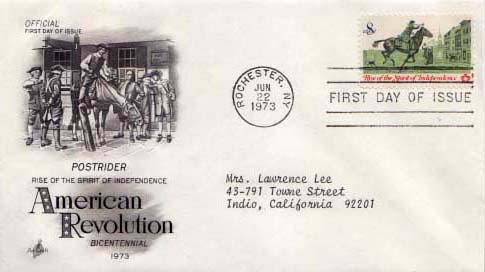 OFFICIAL
FIRST DAY OF ISSUE
POSTRIDER
RISE OF THE SPIRIT OF INDEPENDENCE
American
Revolution
BICENTENNIAL
1973
ROCHESTER, NY
JUN
22
1973
8
Rise of the Spirit of Independence
FIRST DAY OF ISSUE
Mrs. Lawrence Lee
43-791 Towne Street
Indio, California 92201